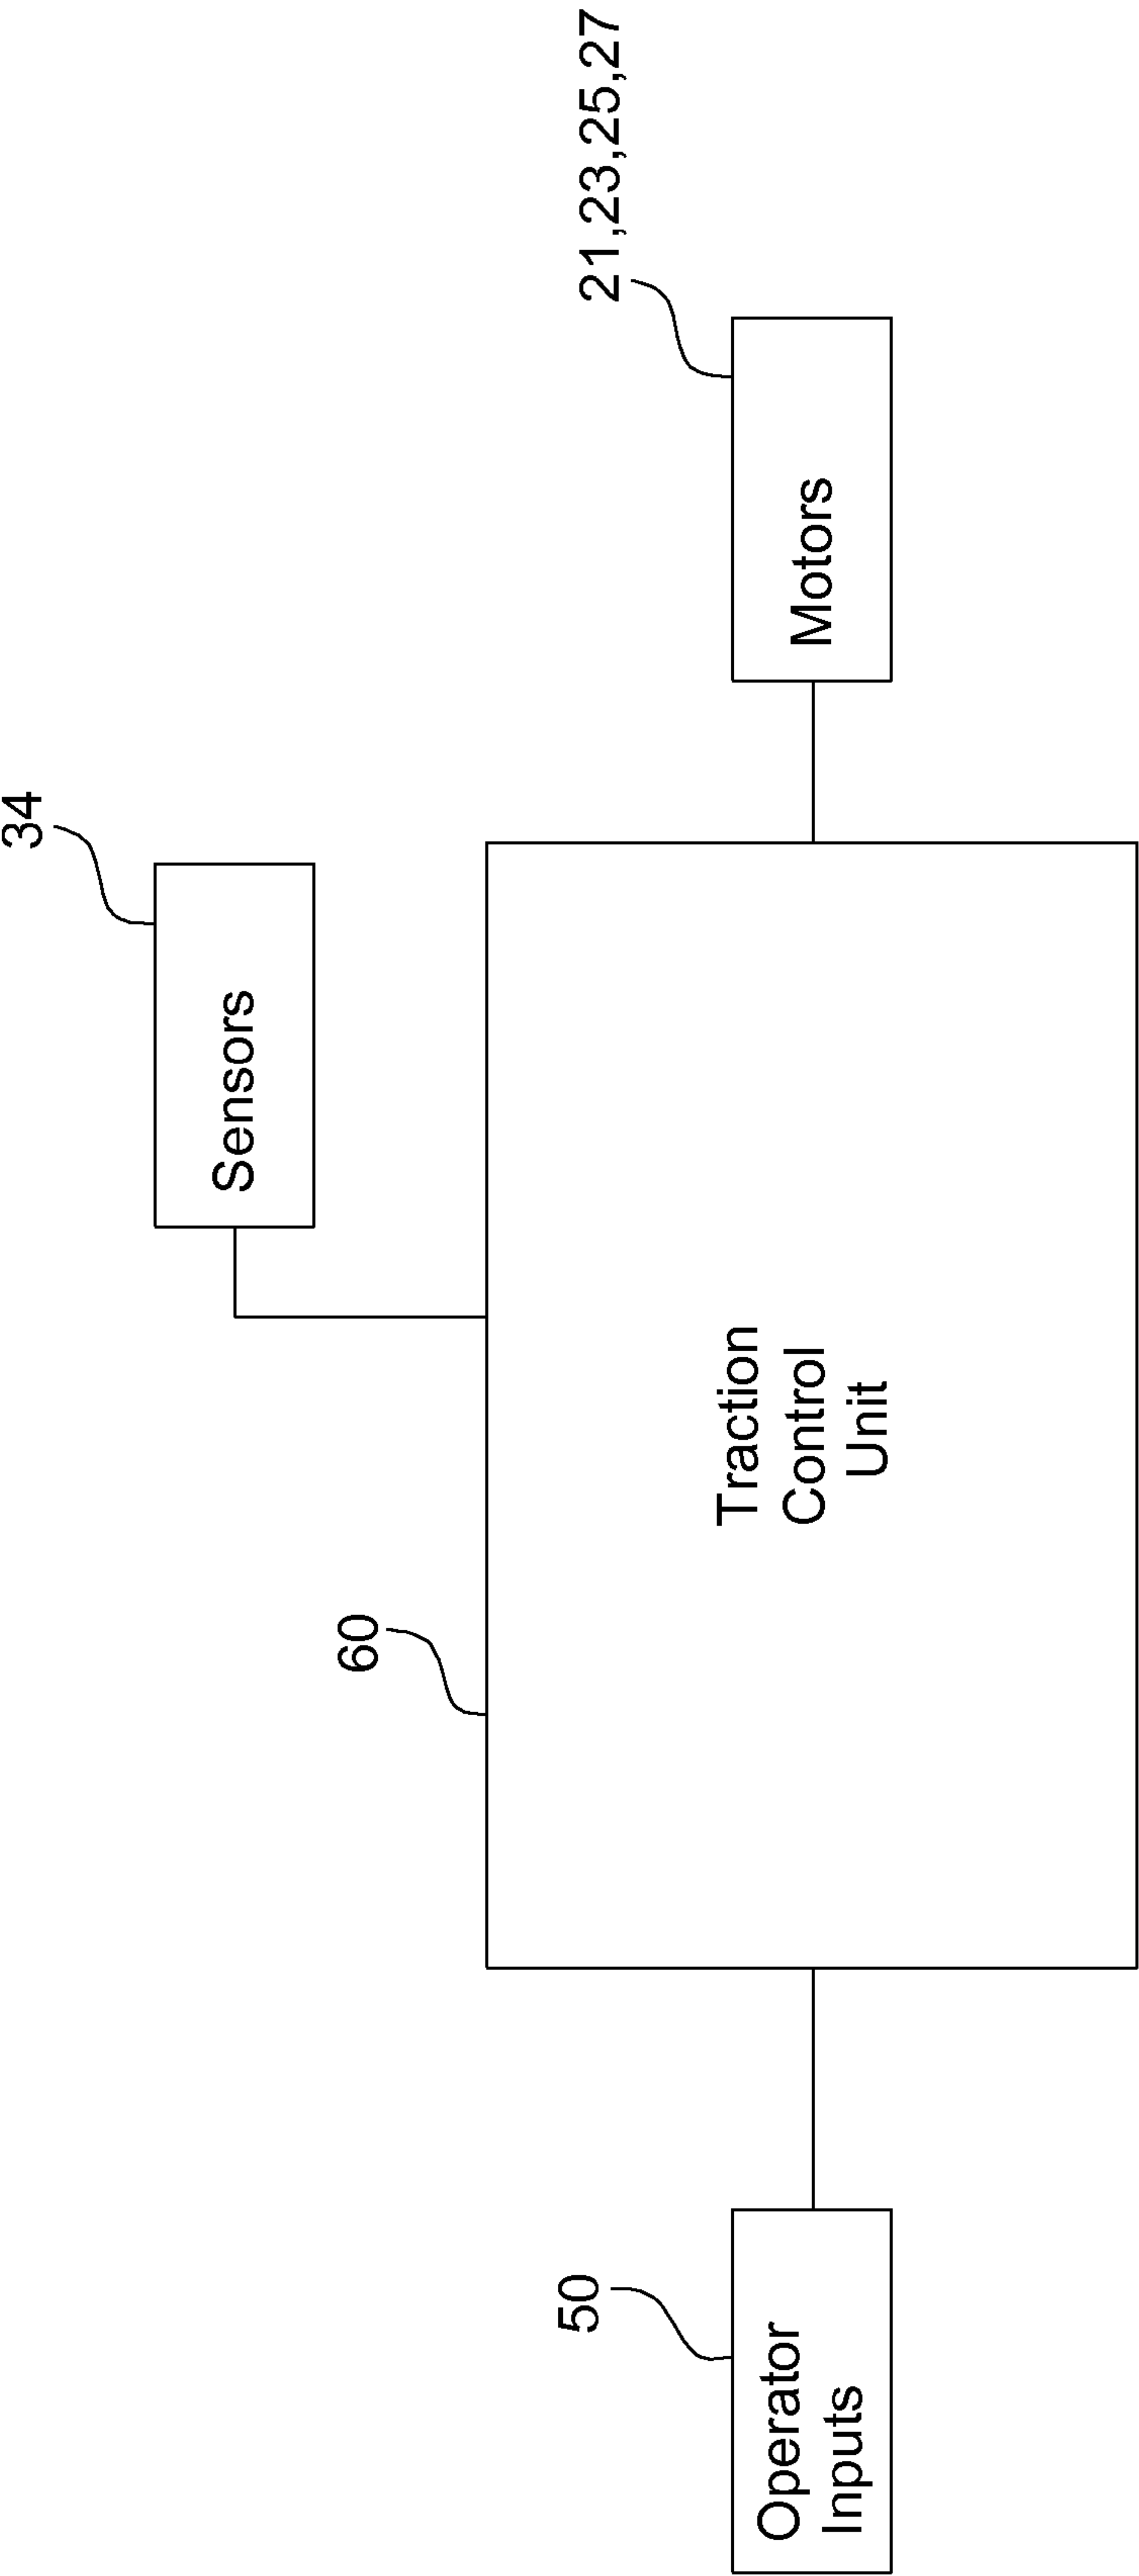 21,23,25,27
34
Sensors
Motors
60
Traction
Control
Unit
50
Operator
Inputs